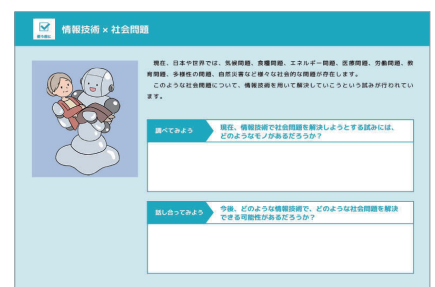 情報技術 × 社会問題
現在、日本や世界では、気候問題、食糧問題、エネルギー問題、医療問題、労働問題、教
育問題、多様性の問題、自然災害など様々な社会的な問題が存在します。
このような社会問題について、情報技術を用いて解決していこうという試みが行われてい
ます。
調べてみよう
現在、情報技術で社会問題を解決しようとする試みには、
どのようなモノがあるだろうか？
話し合ってみよう
今後、どのような情報技術で、どのような社会問題を解決
できる可能性があるだろうか？